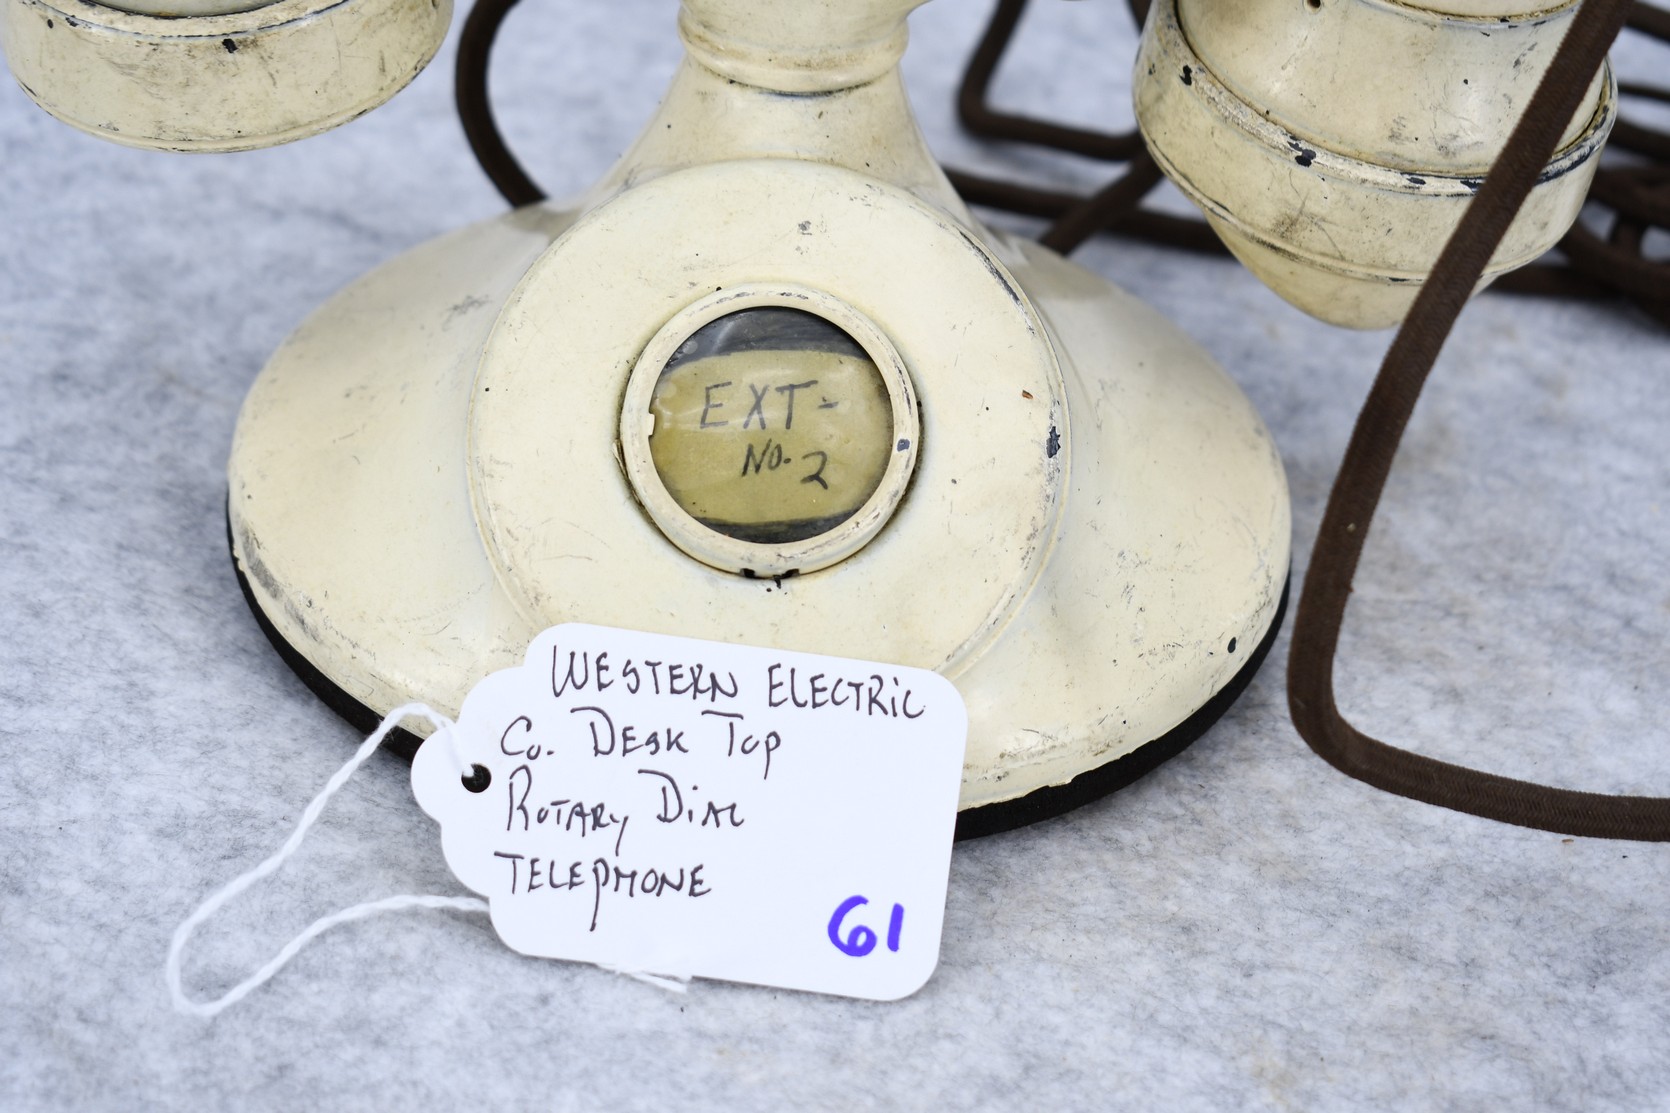 EXT-
No. 2
WESTERN ELECTRIC
Co. DESK TOP
ROTARY DIAL
TELEPHONE
61